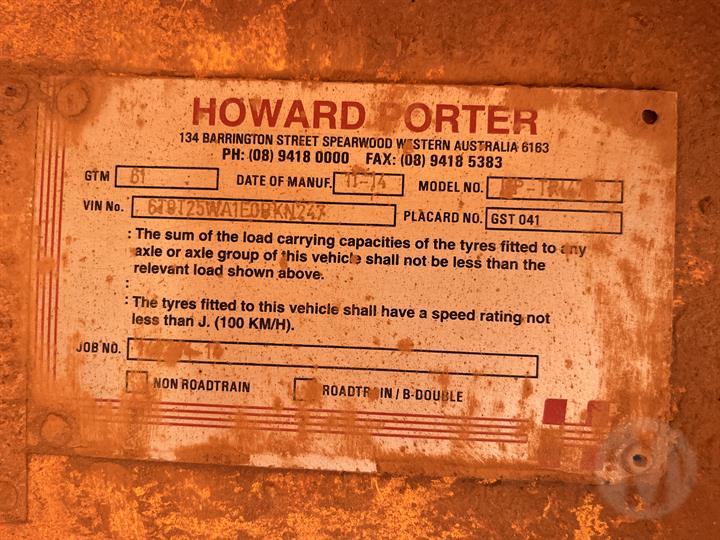 HOWARD PORTER
134 BARRINGTON STREET SPEARWOOD WESTERN AUSTRALIA 6163
PH: (08) 9418 0000 FAX: (08) 9418 5383
GTM 61 DATE OF MANUF. 11-14 MODEL NO.
VIN No. PLACARD NO. GST 041
: The sum of the load carrying capacities of the tyres fitted to any
axle or axle group of this vehicle shall not be less than the
relevant load shown above.
:
: The tyres fitted to this vehicle shall have a speed rating not
less than J. (100 KM/H).
JOB NO.
NON ROADTRAIN ROADTRAIN / B-DOUBLE